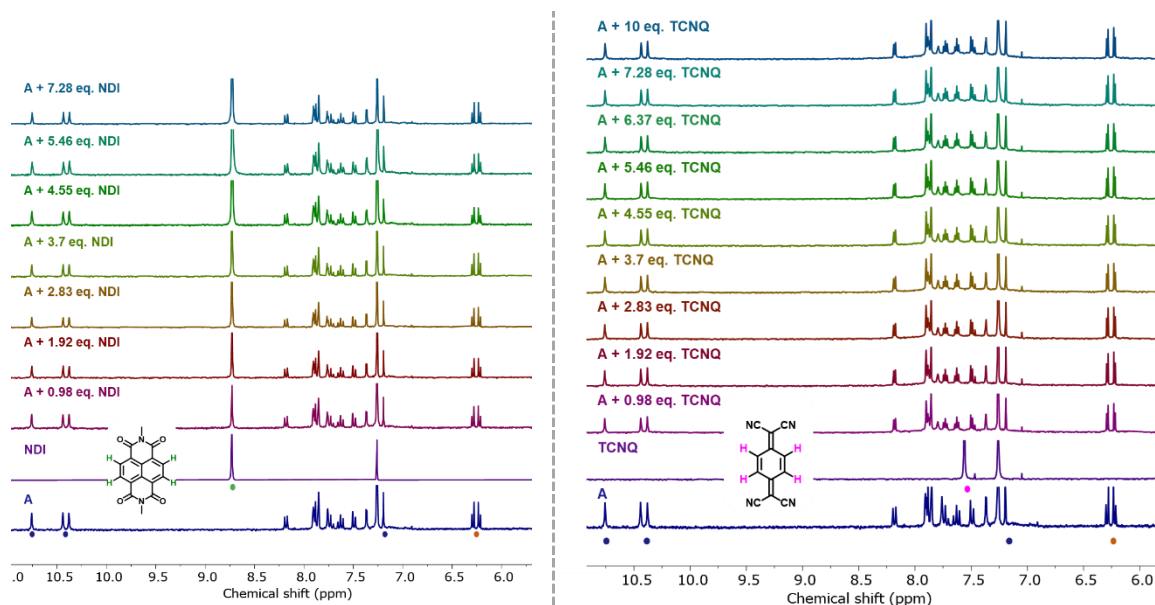 A + 7.28 eq. NDI
A + 5.46 eq. NDI
A + 4.55 eq. NDI
A + 3.7 eq. NDI
A + 2.83 eq. NDI
A + 1.92 eq. NDI
A + 0.98 eq. NDI
NDI
O N O
H H
H H
O N O
A
.0 10.5 10.0 9.5 9.0 8.5 8.0 7.5 7.0 6.5 6.0
Chemical shift (ppm)
A + 10 eq. TCNQ
A + 7.28 eq. TCNQ
A + 6.37 eq. TCNQ
A + 5.46 eq. TCNQ
A + 4.55 eq. TCNQ
A + 3.7 eq. TCNQ
A + 2.83 eq. TCNQ
A + 1.92 eq. TCNQ
A + 0.98 eq. TCNQ
TCNQ
NC CN
H H
H H
NC CN
A
10.5 10.0 9.5 9.0 8.5 8.0 7.5 7.0 6.5 6.0
Chemical shift (ppm)